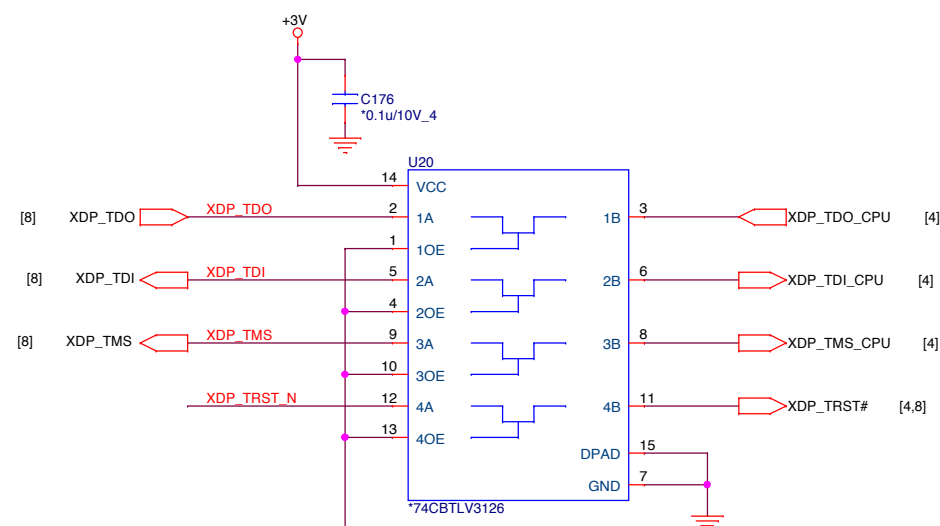 +3V
C176
*0.1u/10V_4
U20
14 VCC
[8] XDP_TDO XDP_TDO 2 1A 1B 3 XDP_TDO_CPU [4]
1 1OE
[8] XDP_TDI XDP_TDI 5 2A 2B 6 XDP_TDI_CPU [4]
4 2OE
[8] XDP_TMS XDP_TMS 9 3A 3B 8 XDP_TMS_CPU [4]
10 3OE
XDP_TRST_N 12 4A 4B 11 XDP_TRST# [4,8]
13 4OE
DPAD 15
GND 7
*74CBTLV3126